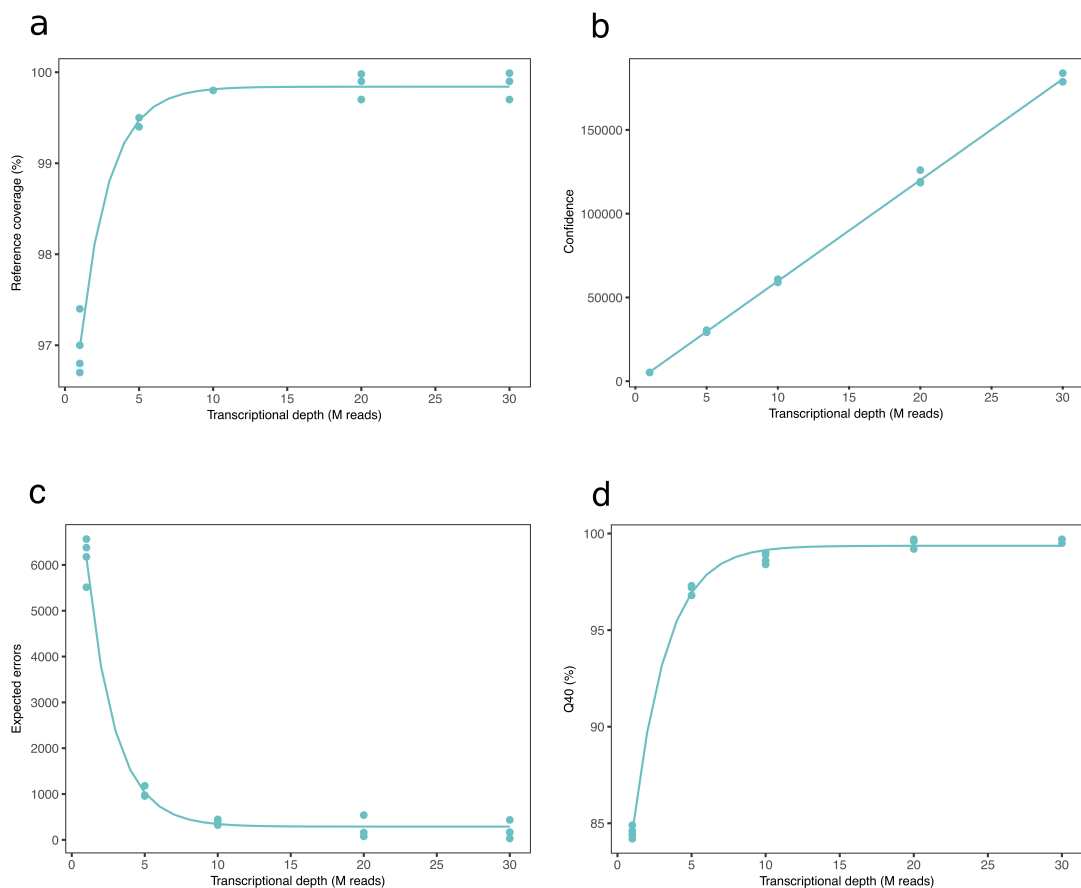 a
100
99
98
97
Reference coverage (%)
0 5 10 15 20 25 30
Transcriptional depth (M reads)
b
150000
100000
50000
0
Confidence
0 5 10 15 20 25 30
Transcriptional depth (M reads)
c
6000
5000
4000
3000
2000
1000
0
Expected errors
0 5 10 15 20 25 30
Transcriptional depth (M reads)
d
100
95
90
85
Q40 (%)
0 5 10 15 20 25 30
Transcriptional depth (M reads)